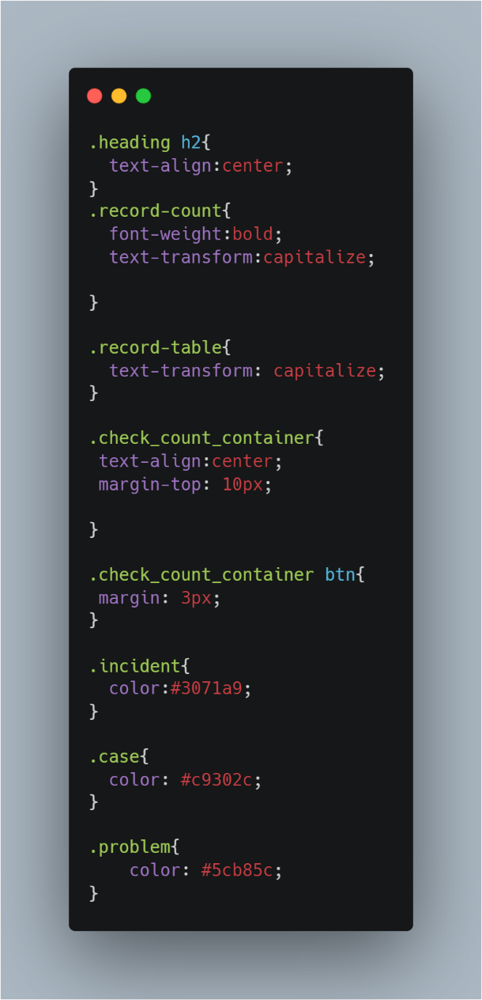 .heading h2{
  text-align:center;
}
.record-count{
  font-weight:bold;
  text-transform:capitalize;

}

.record-table{
  text-transform: capitalize;
}

.check_count_container{
 text-align:center;
 margin-top: 10px;

}

.check_count_container btn{
 margin: 3px;
}

.incident{
  color:#3071a9;
}

.case{
  color: #c9302c;
}

.problem{
    color: #5cb85c;
}